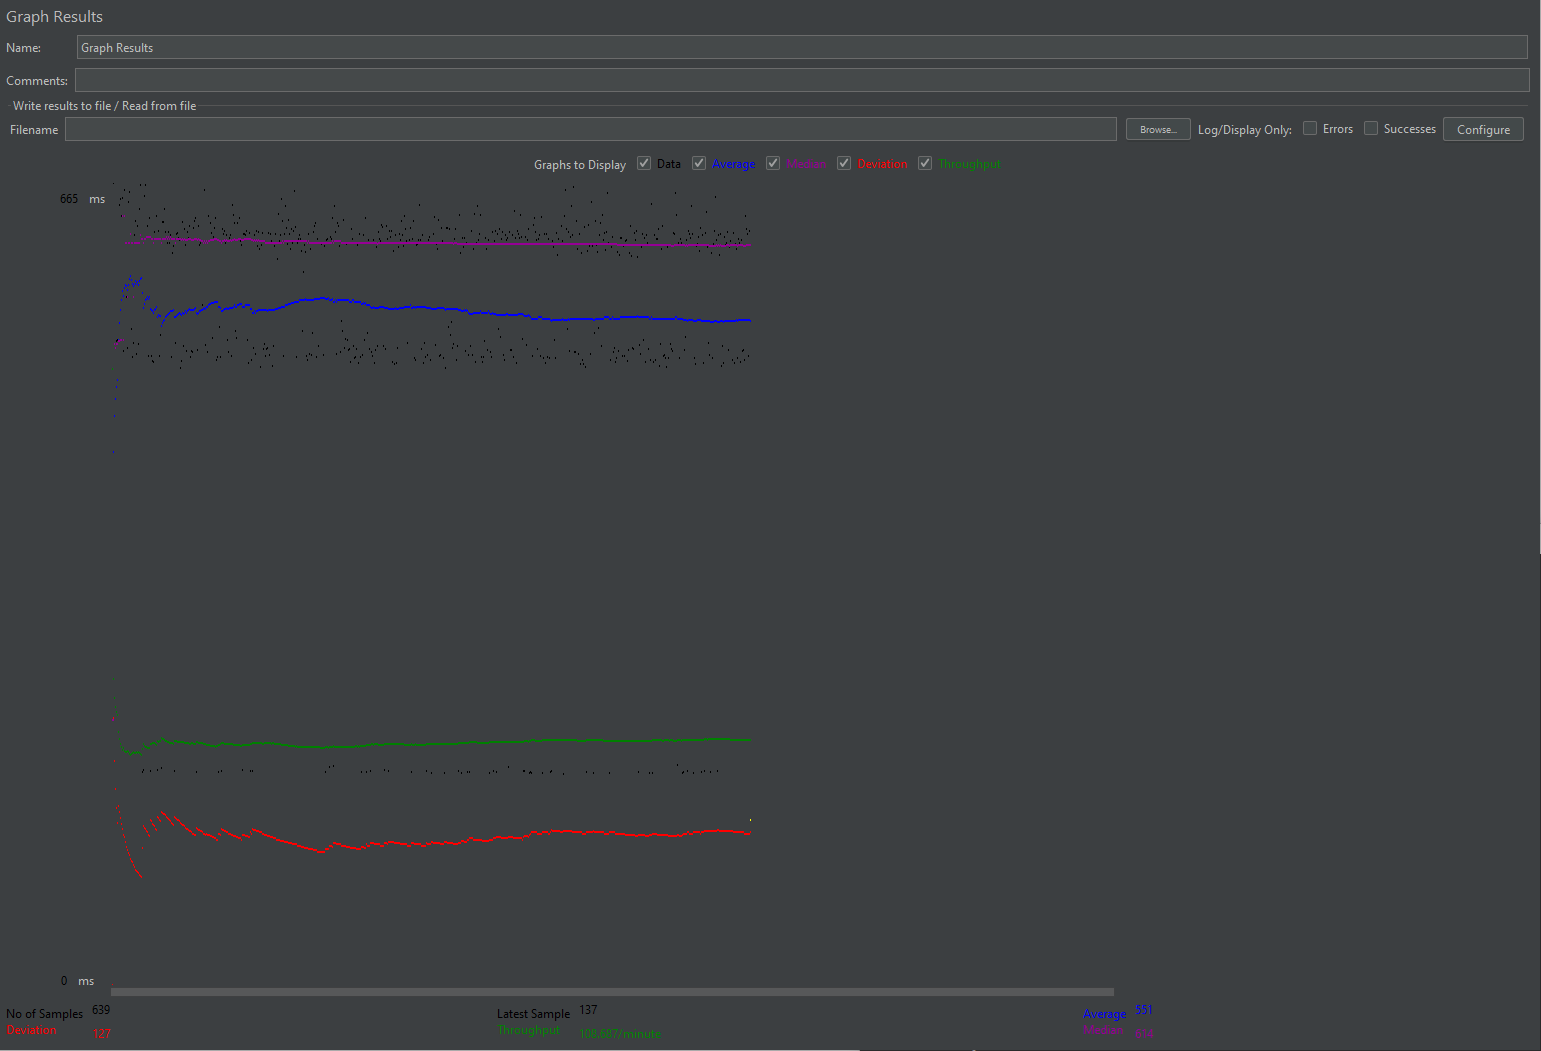 Graph Results
Name: Graph Results
Comments:
Write results to file / Read from file
Filename Browse... Log/Display Only: Errors Successes Configure
Graphs to Display Data Average Median Deviation Throughput
665 ms
0 ms
No of Samples 639 Latest Sample 137 Average 551
Deviation 127 Throughput 108.687/minute Median